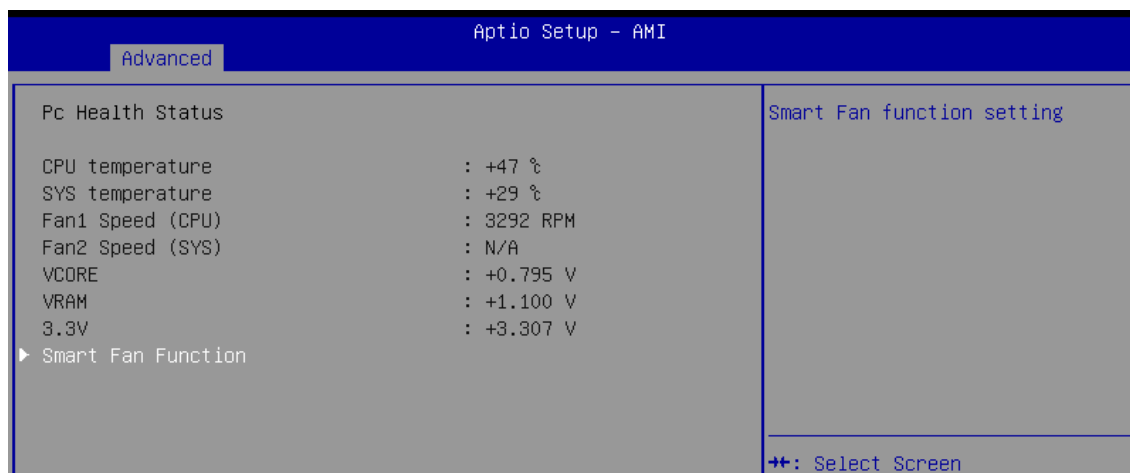 Aptio Setup - AMI
Advanced
Pc Health Status
CPU temperature : +47 ℃
SYS temperature : +29 ℃
Fan1 Speed (CPU) : 3292 RPM
Fan2 Speed (SYS) : N/A
VCORE : +0.795 V
VRAM : +1.100 V
3.3V : +3.307 V
▶ Smart Fan Function
Smart Fan function setting
→←: Select Screen